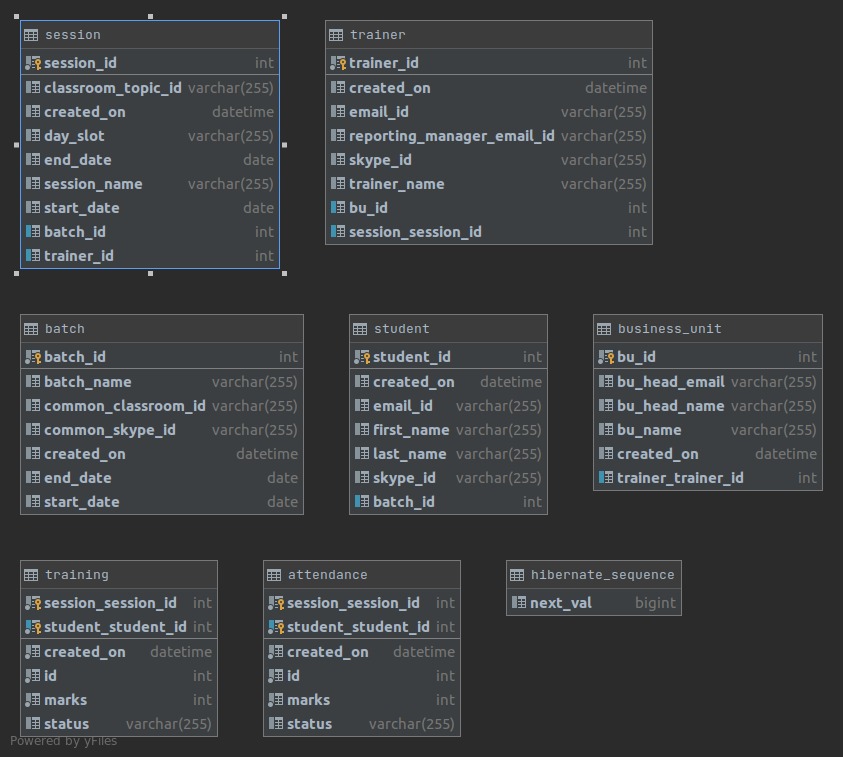 session
session_id int
classroom_topic_id varchar(255)
created_on datetime
day_slot varchar(255)
end_date date
session_name varchar(255)
start_date date
batch_id int
trainer_id int
trainer
trainer_id int
created_on datetime
email_id varchar(255)
reporting_manager_email_id varchar(255)
skype_id varchar(255)
trainer_name varchar(255)
bu_id int
session_session_id int
batch
batch_id int
batch_name varchar(255)
common_classroom_id varchar(255)
common_skype_id varchar(255)
created_on datetime
end_date date
start_date date
student
student_id int
created_on datetime
email_id varchar(255)
first_name varchar(255)
last_name varchar(255)
skype_id varchar(255)
batch_id int
business_unit
bu_id int
bu_head_email varchar(255)
bu_head_name varchar(255)
bu_name varchar(255)
created_on datetime
trainer_trainer_id int
training
session_session_id int
student_student_id int
created_on datetime
id int
marks int
status varchar(255)
attendance
session_session_id int
student_student_id int
created_on datetime
id int
marks int
status varchar(255)
hibernate_sequence
next_val bigint
Powered by yFiles